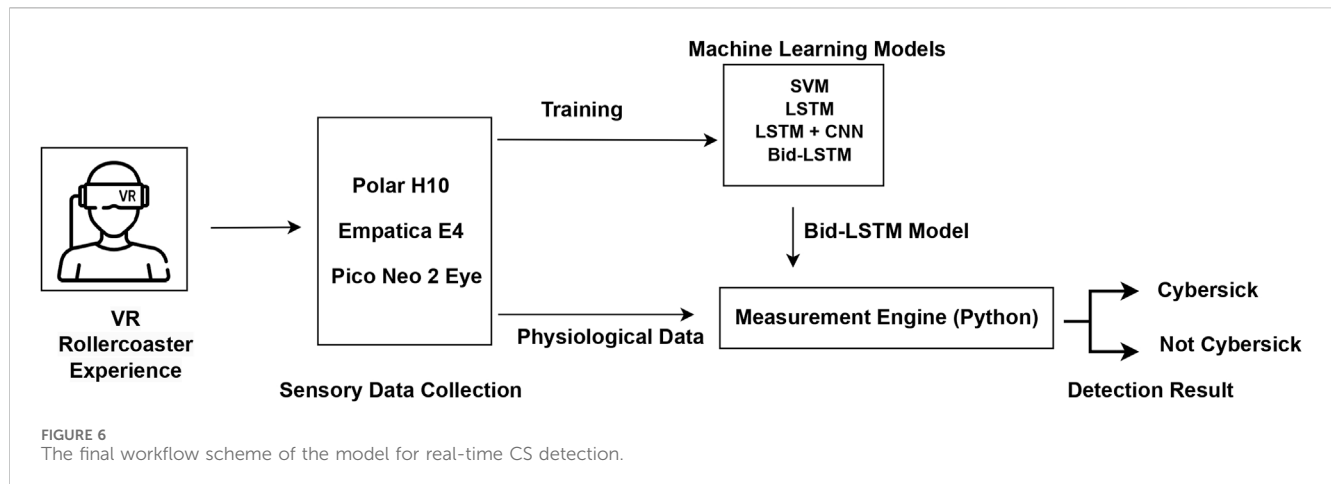 Machine Learning Models
SVM
LSTM
LSTM + CNN
Bid-LSTM
Training
VR
Polar H10
Empatica E4
Pico Neo 2 Eye
Bid-LSTM Model
Measurement Engine (Python)
Physiological Data
Cybersick
Not Cybersick
VR
Rollercoaster
Experience
Sensory Data Collection
Detection Result
FIGURE 6
The final workflow scheme of the model for real-time CS detection.